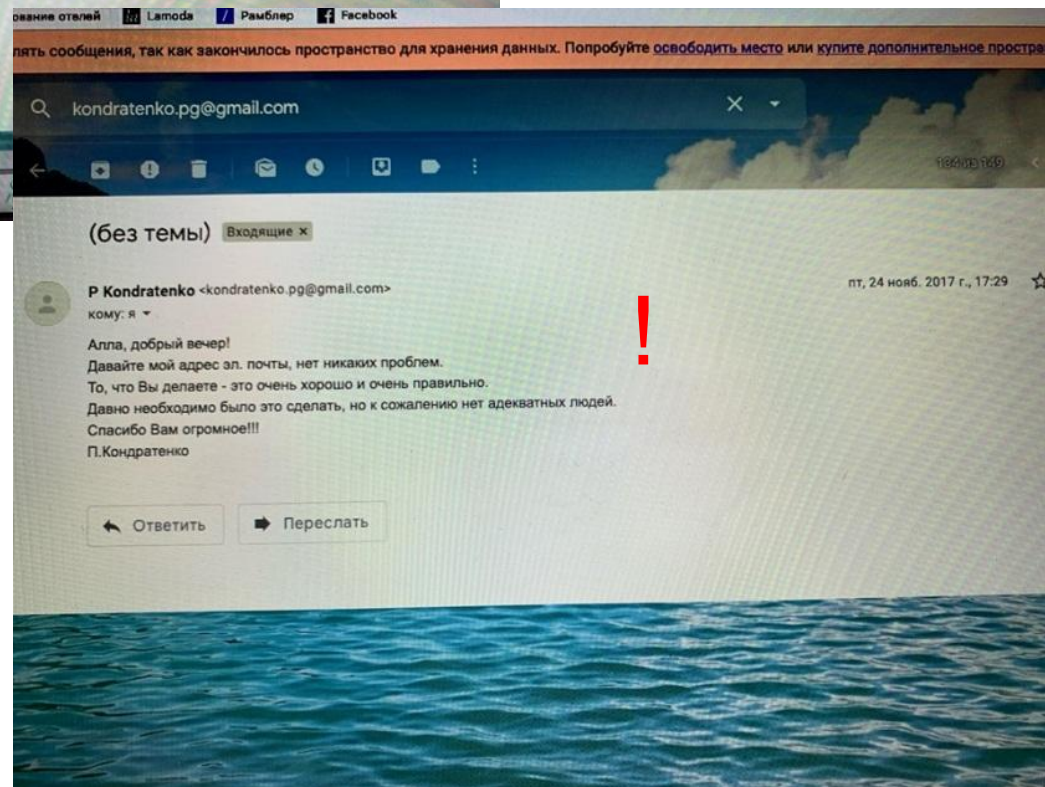 ование отелей Lamoda Рамблер Facebook
лять сообщения, так как закончилось пространство для хранения данных. Попробуйте освободить место или купите дополнительное простра
kondratenko.pg@gmail.com
134 из 149
(без темы) Входящие ×
P Kondratenko <kondratenko.pg@gmail.com> пт, 24 нояб. 2017 г., 17:29
кому: я
Алла, добрый вечер!
Давайте мой адрес эл. почты, нет никаких проблем.
То, что Вы делаете - это очень хорошо и очень правильно.
Давно необходимо было это сделать, но к сожалению нет адекватных людей.
Спасибо Вам огромное!!!
П.Кондратенко
!
Ответить Переслать